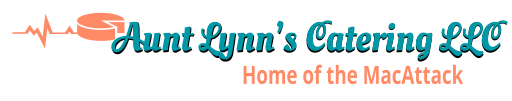 Aunt Lynn's Catering LLC
Home of the MacAttack